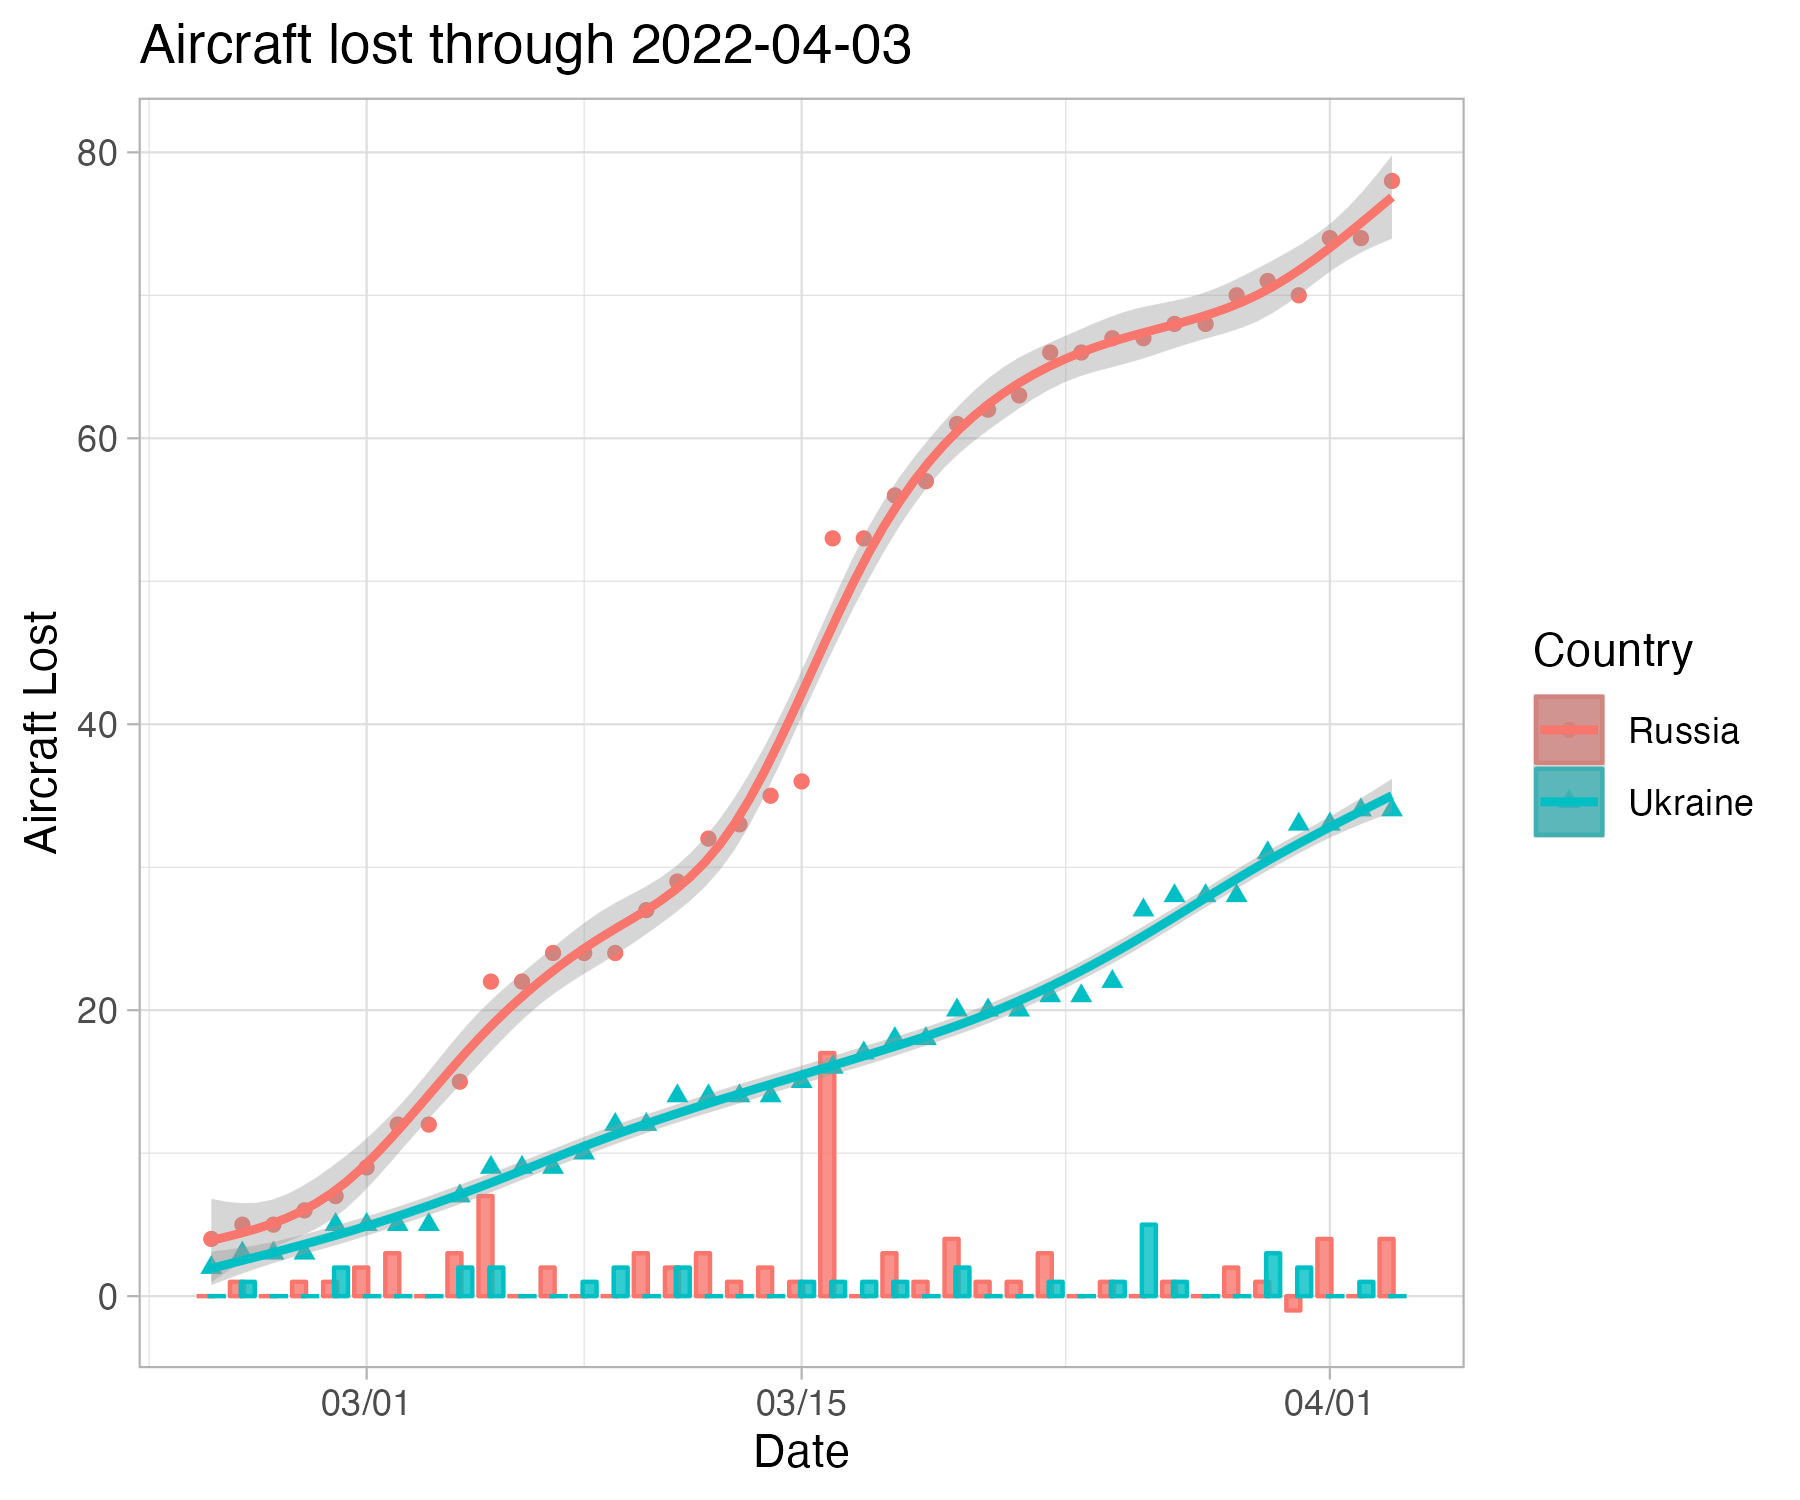 Aircraft lost through 2022-04-03
80
60
40
20
0
Aircraft Lost
03/01
03/15
04/01
Date
Country
Russia
Ukraine